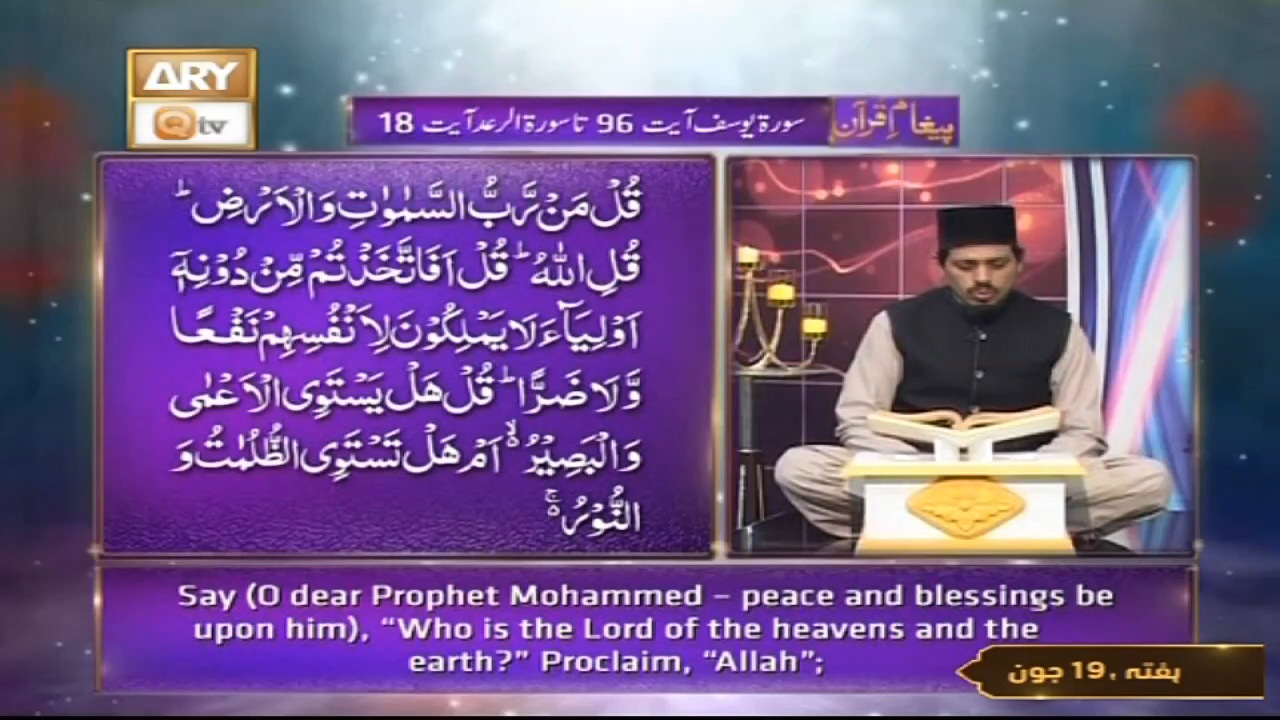 ARY
Qtv
پیغام قرآن
سورۃ یوسف آیت 96 تا سورۃ الرعد آیت 18
قُلْ مَنْ رَّبُّ السَّمٰوٰتِ وَالْاَرْضِ ؕ
قُلِ اللّٰهُ ؕ قُلْ اَفَاتَّخَذْتُمْ مِّنْ دُوْنِهٖۤ
اَوْلِيَآءَ لَا يَمْلِكُوْنَ لِاَنْفُسِهِمْ نَفْعًا
وَّلَا ضَرًّا ؕ قُلْ هَلْ يَسْتَوِى الْاَعْمٰى
وَالْبَصِيْرُ ۙ۬ اَمْ هَلْ تَسْتَوِى الظُّلُمٰتُ وَ
النُّوْرُ ۚ۬
Say (O dear Prophet Mohammed – peace and blessings be
upon him), “Who is the Lord of the heavens and the
earth?” Proclaim, “Allah”;
ہفتہ ، 19 جون